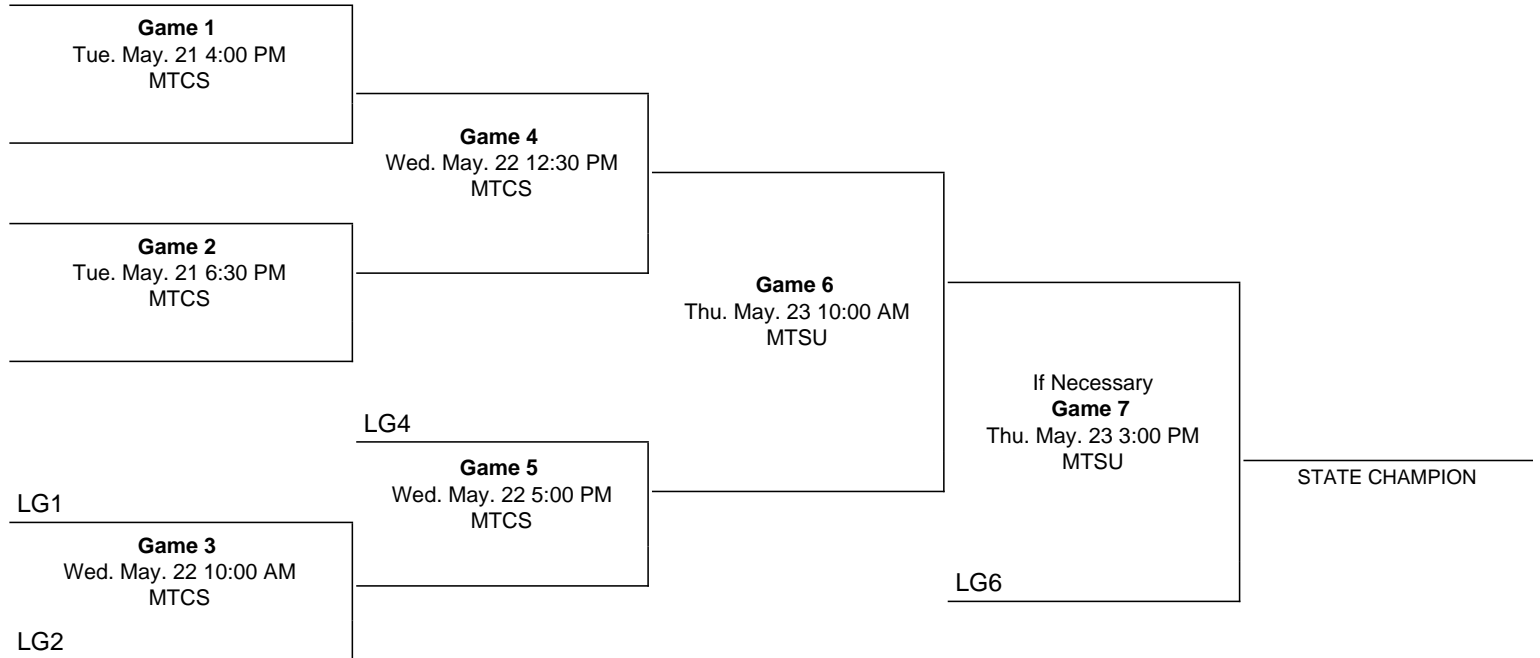 Game 1
Tue. May. 21 4:00 PM
MTCS
Game 4
Wed. May. 22 12:30 PM
MTCS
Game 2
Tue. May. 21 6:30 PM
MTCS
Game 6
Thu. May. 23 10:00 AM
MTSU
If Necessary
Game 7
Thu. May. 23 3:00 PM
MTSU
LG4
Game 5
Wed. May. 22 5:00 PM
MTCS
STATE CHAMPION
LG1
Game 3
Wed. May. 22 10:00 AM
MTCS
LG6
LG2